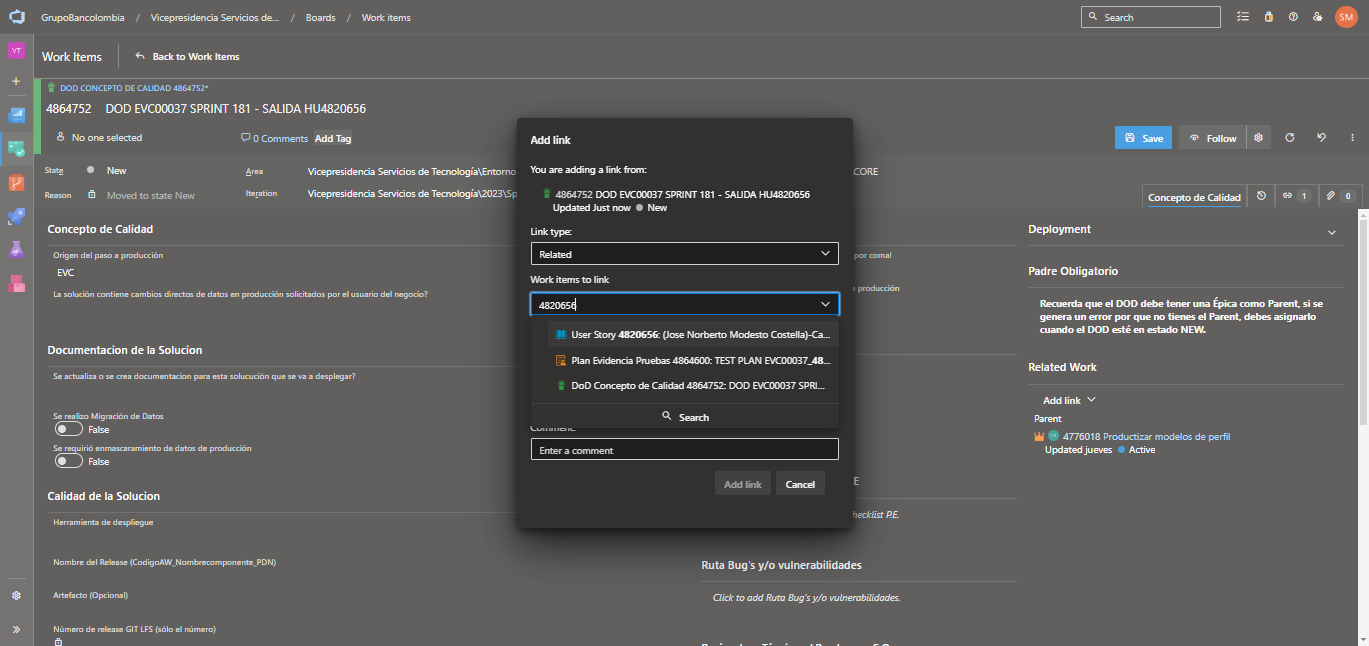 GrupoBancolombia / Vicepresidencia Servicios de... / Boards / Work items
Search
SM
VT
Work Items
Back to Work Items
DOD CONCEPTO DE CALIDAD 4864752*
4864752 DOD EVC00037 SPRINT 181 - SALIDA HU4820656
No one selected
0 Comments
Add Tag
Save
Follow
State
New
Area
Vicepresidencia Servicios de Tecnología\Entorno
CORE
Reason
Moved to state New
Iteration
Vicepresidencia Servicios de Tecnología\2023\Sp
Concepto de Calidad
1
0
Concepto de Calidad
Origen del paso a producción
EVC
La solución contiene cambios directos de datos en producción solicitados por el usuario del negocio?
Documentacion de la Solucion
Se actualiza o se crea documentacion para esta solucución que se va a desplegar?
Se realizo Migración de Datos
False
Se requirió enmascaramiento de datos de producción
False
Calidad de la Solucion
Herramienta de despliegue
Nombre del Release (CodigoAW_Nombrecomponente_PDN)
Artefacto (Opcional)
Número de release GIT LFS (sólo el número)
Add link
You are adding a link from:
4864752 DOD EVC00037 SPRINT 181 - SALIDA HU4820656
Updated Just now
New
Link type:
Related
Work items to link
4820656
User Story 4820656: (Jose Norberto Modesto Costella)-Ca...
Plan Evidencia Pruebas 4864600: TEST PLAN EVC00037_48...
DoD Concepto de Calidad 4864752: DOD EVC00037 SPRI...
Search
Comment:
Enter a comment
Add link
Cancel
por comal
a producción
E
hecklist P.E.
Ruta Bug's y/o vulnerabilidades
Click to add Ruta Bug's y/o vulnerabilidades.
Deployment
Padre Obligatorio
Recuerda que el DOD debe tener una Épica como Parent, si se
genera un error por que no tienes el Parent, debes asignarlo
cuando el DOD esté en estado NEW.
Related Work
Add link
Parent
4776018 Productizar modelos de perfil
Updated jueves
Active